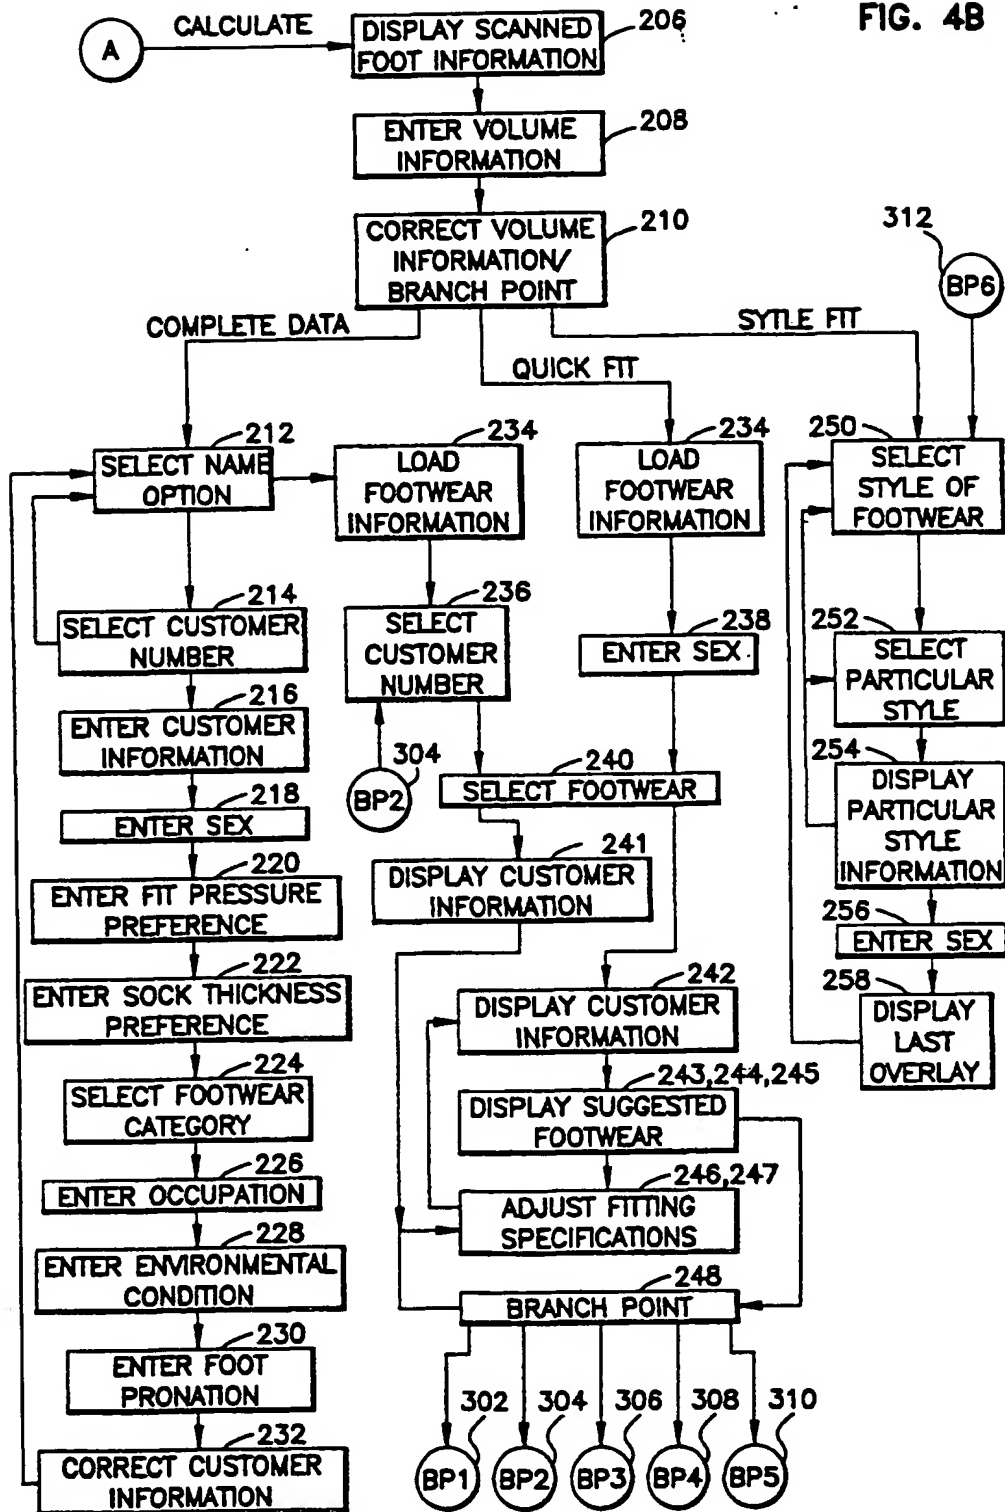 FIG. 4B
A
CALCULATE
DISPLAY SCANNED
FOOT INFORMATION
206
ENTER VOLUME
INFORMATION
208
CORRECT VOLUME
INFORMATION/
BRANCH POINT
210
312
BP6
COMPLETE DATA
QUICK FIT
SYTLE FIT
212
SELECT NAME
OPTION
214
SELECT CUSTOMER
NUMBER
216
ENTER CUSTOMER
INFORMATION
218
ENTER SEX
220
ENTER FIT PRESSURE
PREFERENCE
222
ENTER SOCK THICKNESS
PREFERENCE
224
SELECT FOOTWEAR
CATEGORY
226
ENTER OCCUPATION
228
ENTER ENVIRONMENTAL
CONDITION
230
ENTER FOOT
PRONATION
232
CORRECT CUSTOMER
INFORMATION
234
LOAD
FOOTWEAR
INFORMATION
236
SELECT
CUSTOMER
NUMBER
304
BP2
234
LOAD
FOOTWEAR
INFORMATION
238
ENTER SEX
240
SELECT FOOTWEAR
241
DISPLAY CUSTOMER
INFORMATION
242
DISPLAY CUSTOMER
INFORMATION
243,244,245
DISPLAY SUGGESTED
FOOTWEAR
246,247
ADJUST FITTING
SPECIFICATIONS
248
BRANCH POINT
302
BP1
304
BP2
306
BP3
308
BP4
310
BP5
250
SELECT
STYLE OF
FOOTWEAR
252
SELECT
PARTICULAR
STYLE
254
DISPLAY
PARTICULAR
STYLE
INFORMATION
256
ENTER SEX
258
DISPLAY
LAST
OVERLAY